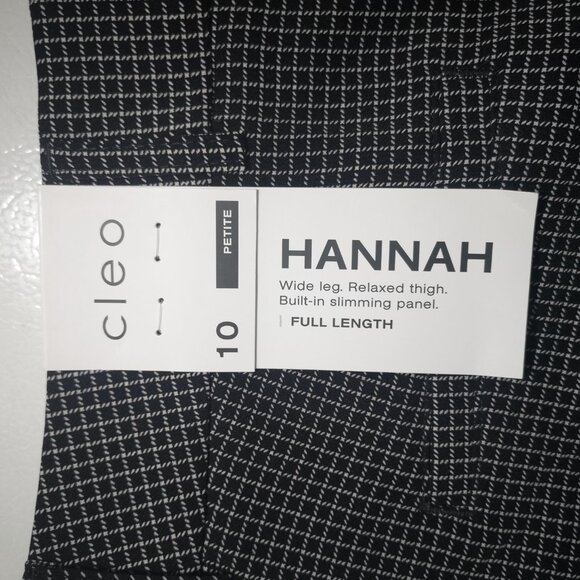 cleo
PETITE
10
HANNAH
Wide leg. Relaxed thigh.
Built-in slimming panel.
FULL LENGTH